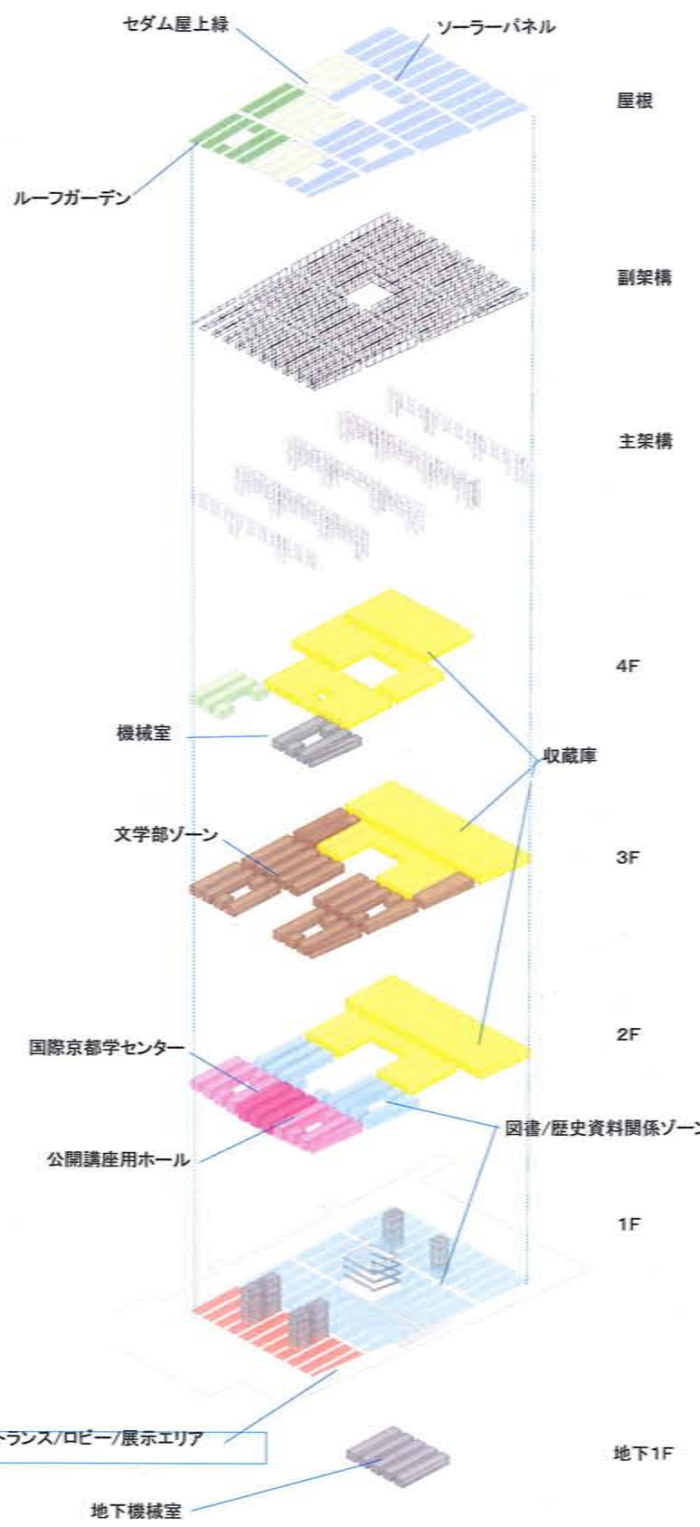 セダム屋上緑
ソーラーパネル
屋根
ルーフガーデン
副架構
主架構
4F
機械室
収蔵庫
文学部ゾーン
3F
2F
国際京都学センター
図書/歴史資料関係ゾーン
公開講座用ホール
1F
トランス/ロビー/展示エリア
地下1F
地下機械室